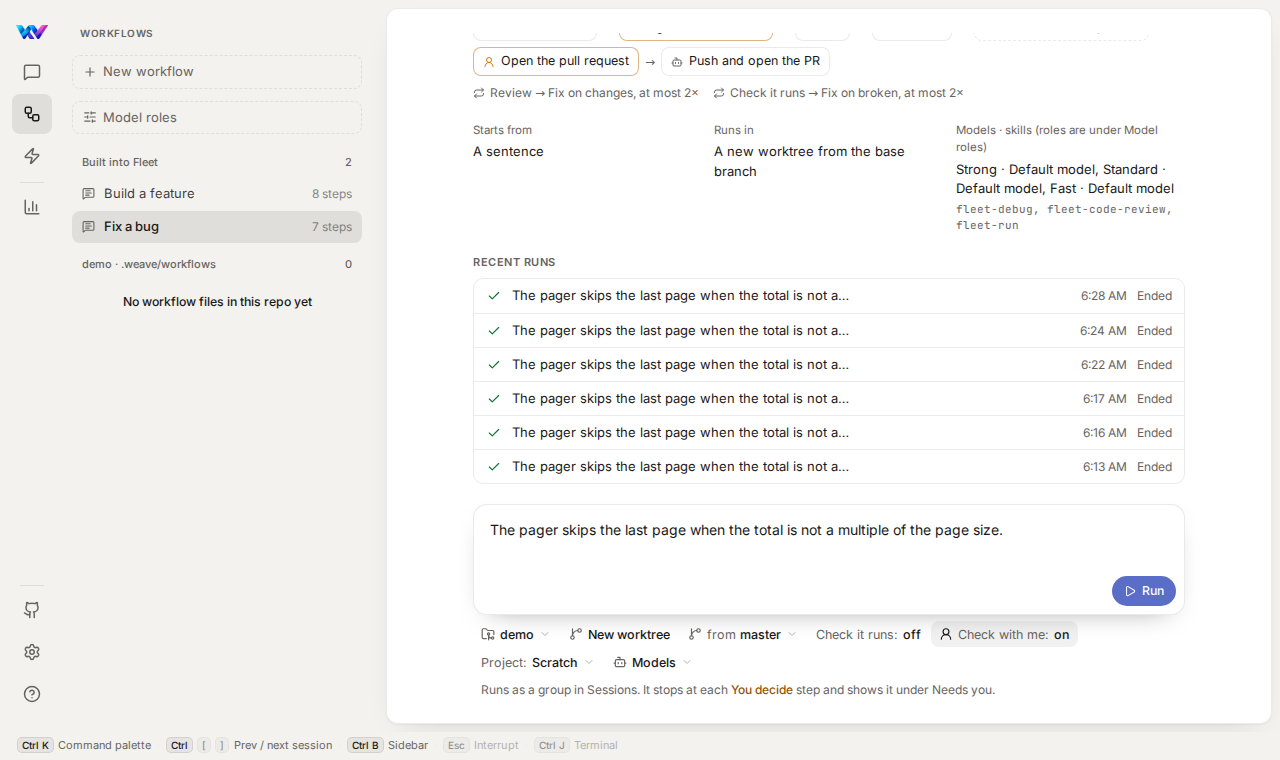 WORKFLOWS
New workflow
Model roles
Built into Fleet 2
Build a feature 8 steps
Fix a bug 7 steps
demo · .weave/workflows 0
No workflow files in this repo yet
Open the pull request → Push and open the PR
Review → Fix on changes, at most 2× Check it runs → Fix on broken, at most 2×
Starts from
A sentence
Runs in
A new worktree from the base
branch
Models · skills (roles are under Model
roles)
Strong · Default model, Standard ·
Default model, Fast · Default model
fleet-debug, fleet-code-review,
fleet-run
RECENT RUNS
The pager skips the last page when the total is not a... 6:28 AM Ended
The pager skips the last page when the total is not a... 6:24 AM Ended
The pager skips the last page when the total is not a... 6:22 AM Ended
The pager skips the last page when the total is not a... 6:17 AM Ended
The pager skips the last page when the total is not a... 6:16 AM Ended
The pager skips the last page when the total is not a... 6:13 AM Ended
The pager skips the last page when the total is not a multiple of the page size.
Run
demo New worktree from master Check it runs: off Check with me: on
Project: Scratch Models
Runs as a group in Sessions. It stops at each You decide step and shows it under Needs you.
Ctrl K Command palette Ctrl [ ] Prev / next session Ctrl B Sidebar Esc Interrupt Ctrl J Terminal